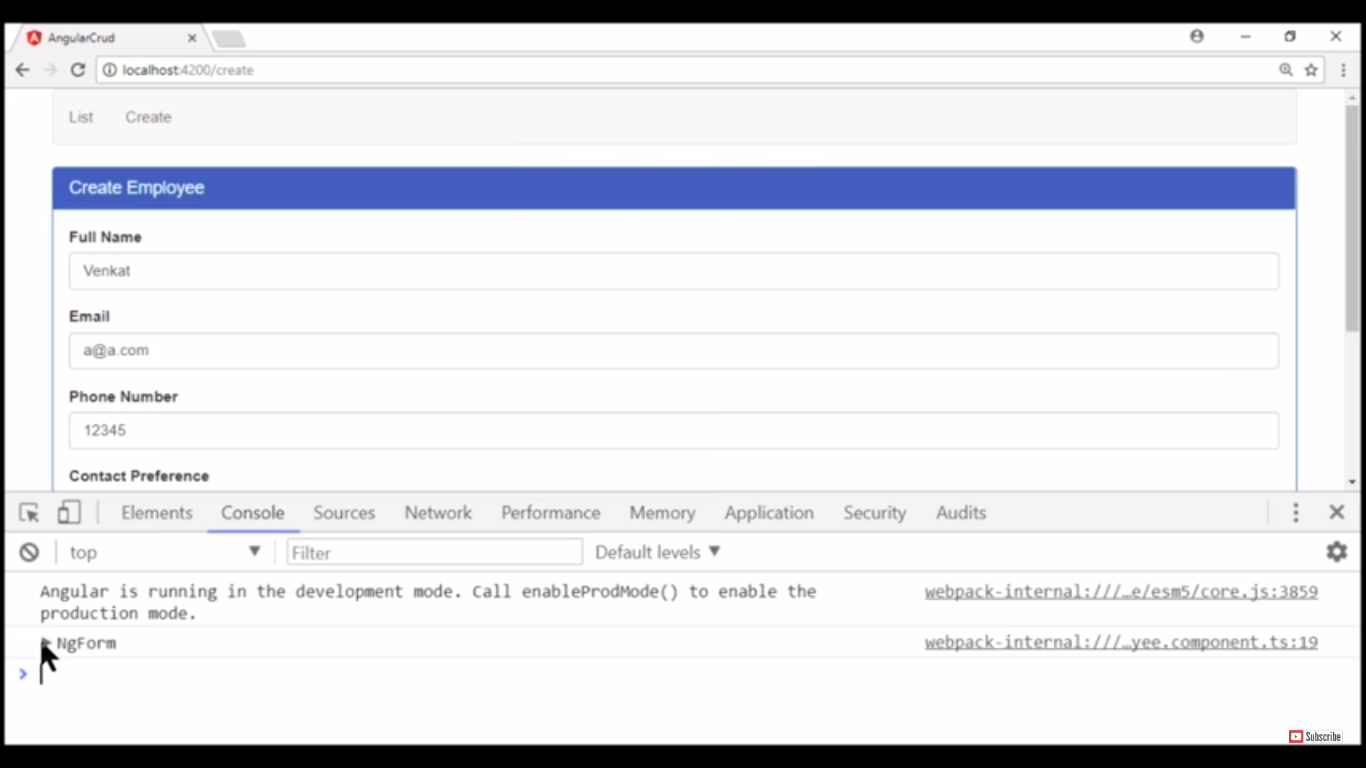 AngularCrud
localhost:4200/create
List Create
Create Employee
Full Name
Venkat
Email
a@a.com
Phone Number
12345
Contact Preference
Elements Console Sources Network Performance Memory Application Security Audits
top Filter Default levels
Angular is running in the development mode. Call enableProdMode() to enable the webpack-internal:///…e/esm5/core.js:3859
production mode.
NgForm webpack-internal:///…yee.component.ts:19
Subscribe